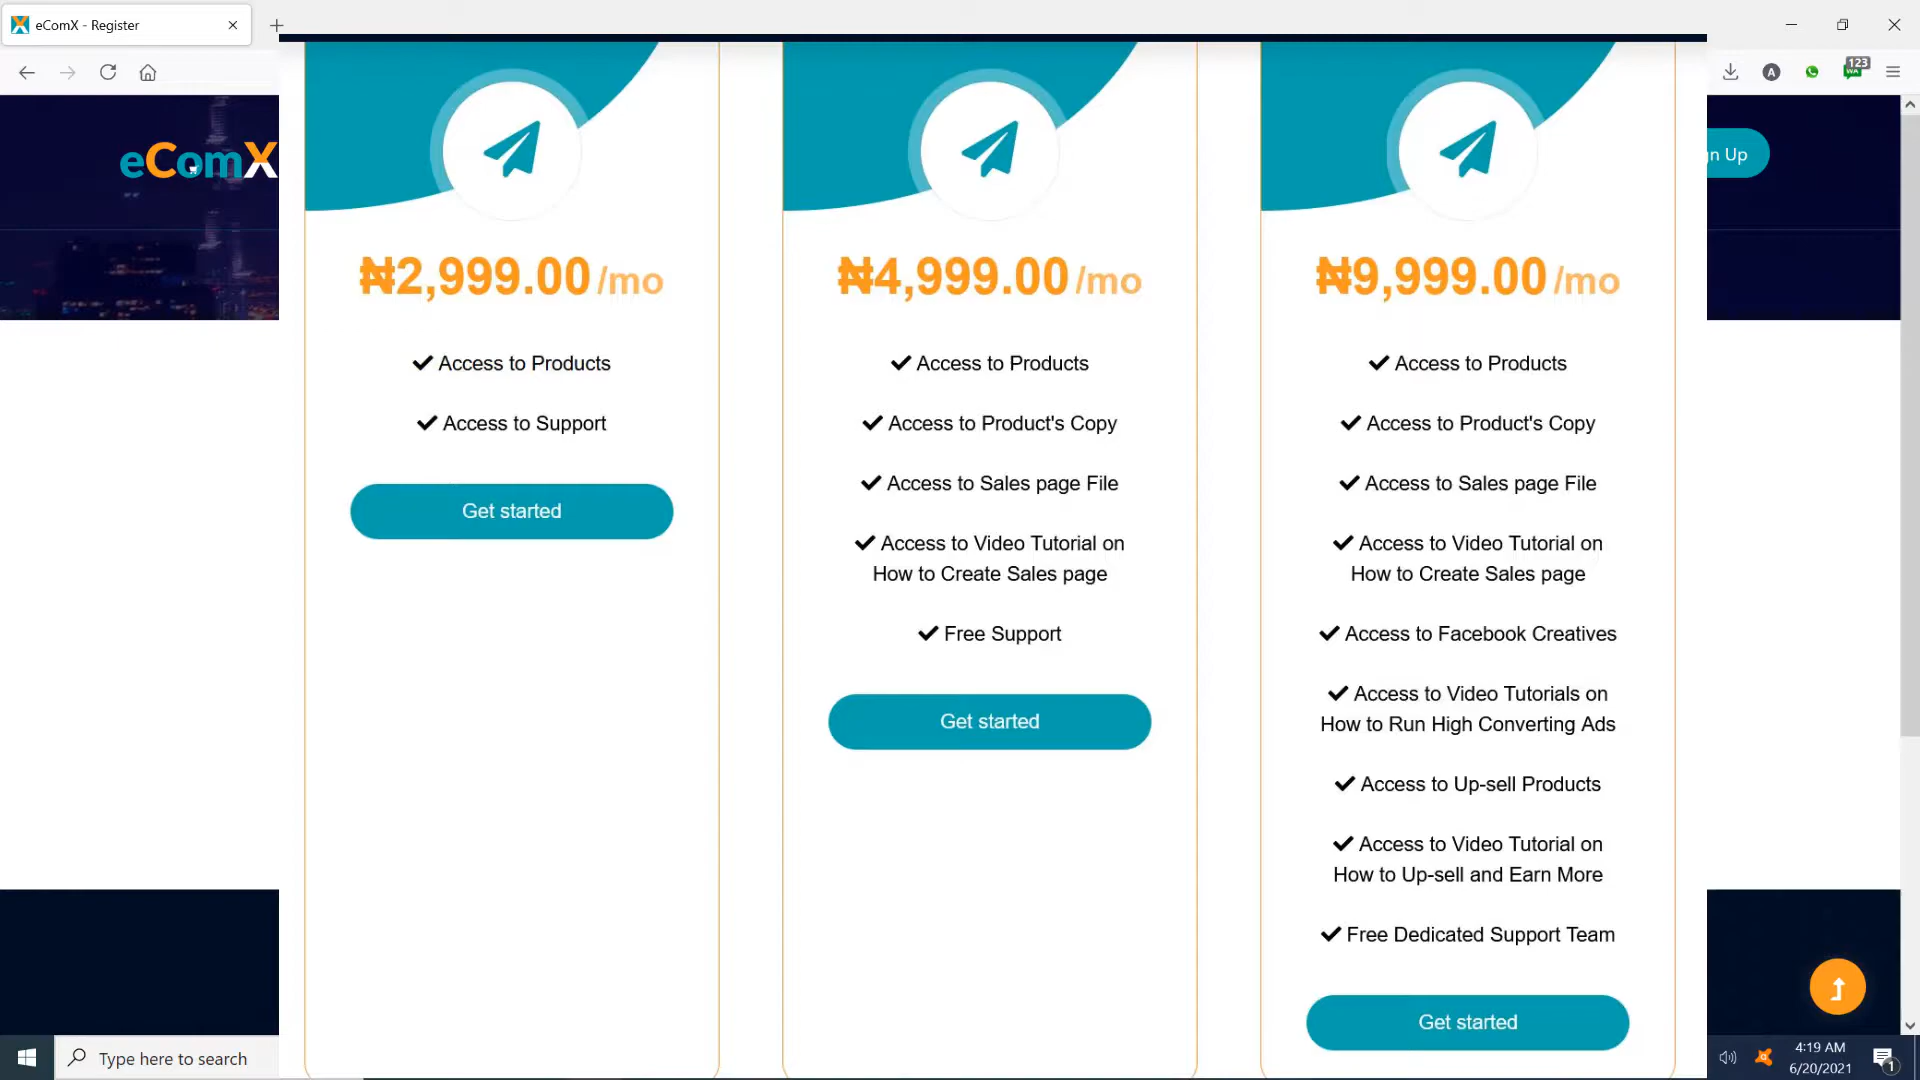 eComX - Register
123
WA
A
eComX
n Up
₦2,999.00 /mo
Access to Products
Access to Support
Get started
₦4,999.00 /mo
Access to Products
Access to Product's Copy
Access to Sales page File
Access to Video Tutorial on
How to Create Sales page
Free Support
Get started
₦9,999.00 /mo
Access to Products
Access to Product's Copy
Access to Sales page File
Access to Video Tutorial on
How to Create Sales page
Access to Facebook Creatives
Access to Video Tutorials on
How to Run High Converting Ads
Access to Up-sell Products
Access to Video Tutorial on
How to Up-sell and Earn More
Free Dedicated Support Team
Get started
Type here to search
4:19 AM
6/20/2021
1